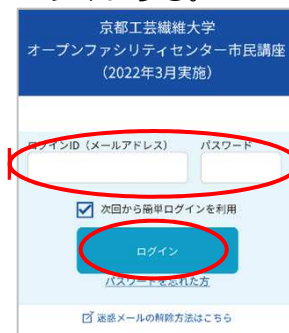 京都工芸繊維大学
オープンファシリティセンター市民講座
（2022年3月実施）
ログインID（メールアドレス）　パスワード
次回から簡単ログインを利用
ログイン
パスワードを忘れた方
迷惑メールの解除方法はこちら